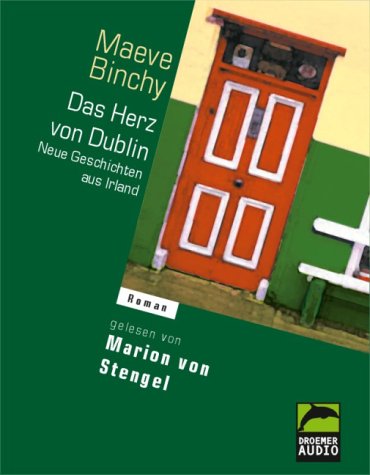 Maeve
Binchy
Das Herz
von Dublin
Neue Geschichten
aus Irland
Roman
gelesen von
Marion von
Stengel
DROEMER
AUDIO